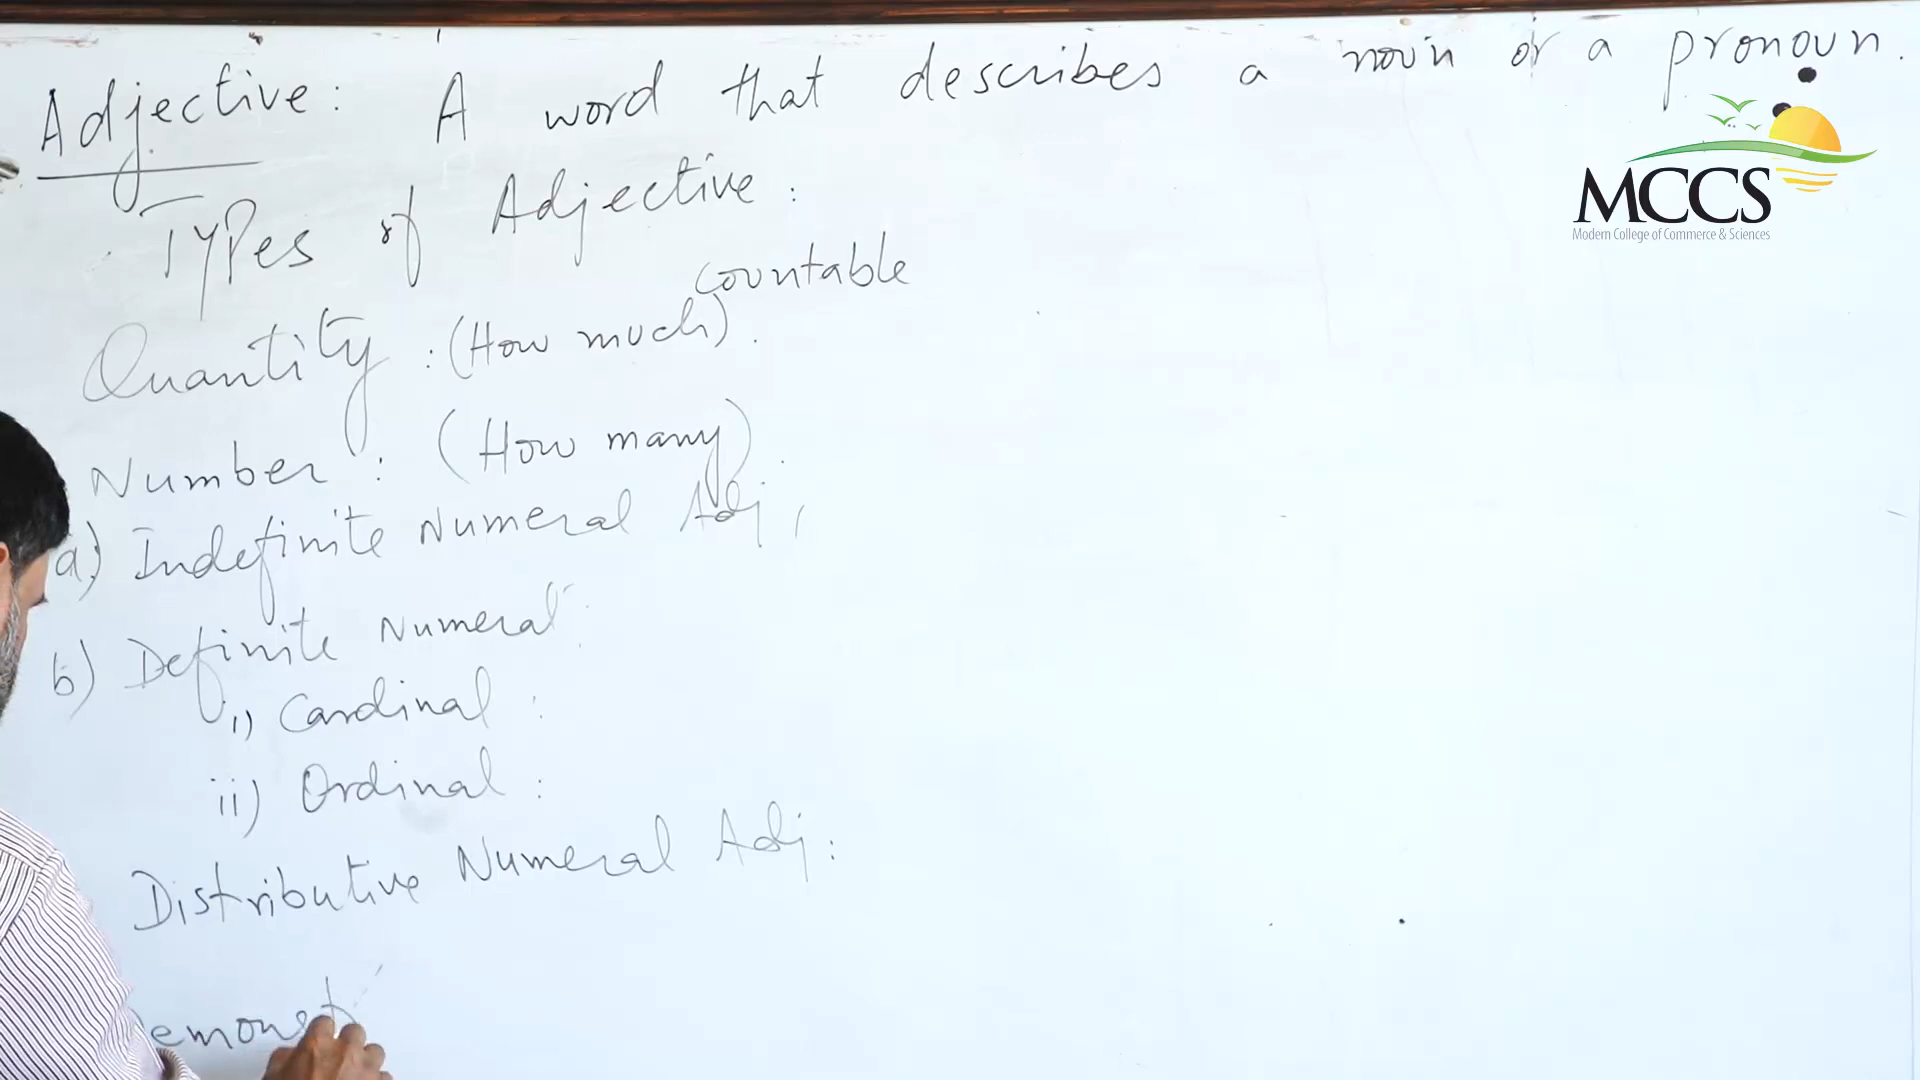 Adjective: A word that describes a noun or a pronoun.
MCCS
Modern College of Commerce & Sciences
Types of Adjective:
countable
Quantity: (How much).
Number: (How many).
a) Indefinite Numeral Adj,
b) Definite Numeral:
i) Cardinal:
ii) Ordinal:
Distributive Numeral Adj:
emonst